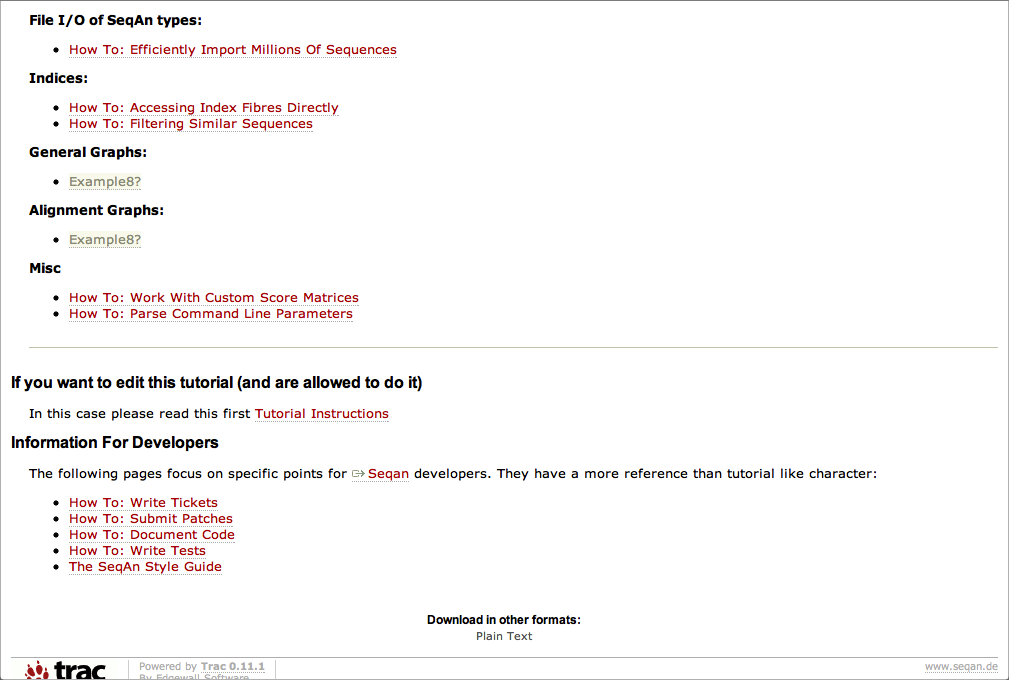 File I/O of SeqAn types:
How To: Efficiently Import Millions Of Sequences
Indices:
How To: Accessing Index Fibres Directly
How To: Filtering Similar Sequences
General Graphs:
Example8?
Alignment Graphs:
Example8?
Misc
How To: Work With Custom Score Matrices
How To: Parse Command Line Parameters
If you want to edit this tutorial (and are allowed to do it)
In this case please read this first Tutorial Instructions
Information For Developers
The following pages focus on specific points for Seqan developers. They have a more reference than tutorial like character:
How To: Write Tickets
How To: Submit Patches
How To: Document Code
How To: Write Tests
The SeqAn Style Guide
Download in other formats:
Plain Text
trac
Powered by Trac 0.11.1
By Edgewall Software
www.seqan.de